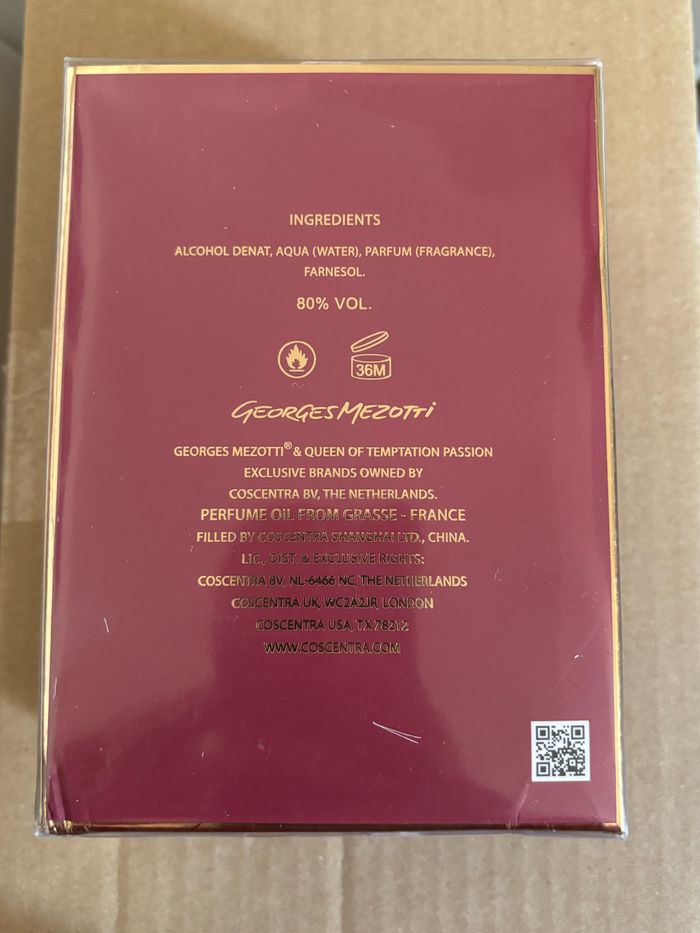 INGREDIENTS
ALCOHOL DENAT, AQUA (WATER), PARFUM (FRAGRANCE),
FARNESOL.
80% VOL.
36M
GEORGES MEZOTTI
GEORGES MEZOTTI® & QUEEN OF TEMPTATION PASSION
EXCLUSIVE BRANDS OWNED BY
COSCENTRA BV, THE NETHERLANDS.
PERFUME OIL FROM GRASSE - FRANCE
FILLED BY COSCENTRA SHANGHAI LTD., CHINA.
LIC., DIST. & EXCLUSIVE RIGHTS:
COSCENTRA BV, NL-6466 NC, THE NETHERLANDS
COSCENTRA UK, WC2A2JR, LONDON
COSCENTRA USA, TX 78212
WWW.COSCENTRA.COM